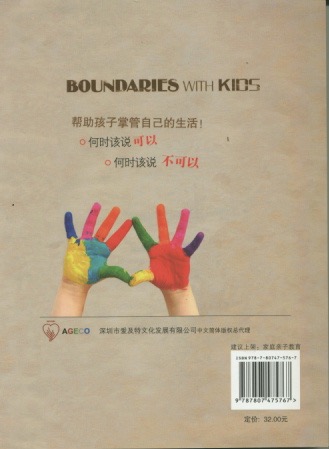 BOUNDARIES WITH KIDS
帮助孩子掌管自己的生活！
何时该说可以
何时该说 不可以
AGECO 深圳市爱及特文化发展有限公司中文简体版权总代理
建议上架：家庭亲子教育
ISBN 978-7-80747-576-7
9 787807 475767 >
定价：32.00元